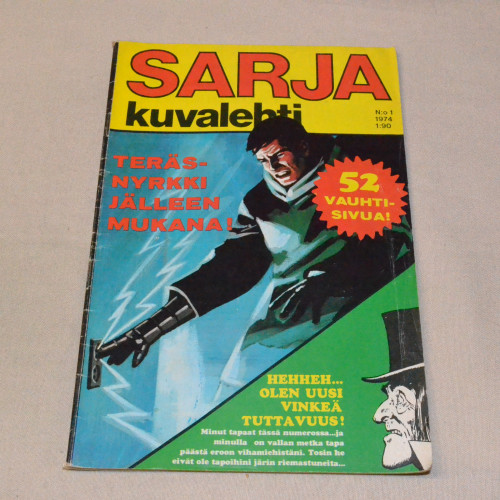 SARJA
kuvalehti
N:o 1
1974
1:90
TERÄS-
NYRKKI
JÄLLEEN
MUKANA!
52
VAUHTI-
SIVUA!
HEHHEH...
OLEN UUSI
VINKEÄ
TUTTAVUUS!
Minut tapaat tässä numerossa...ja
minulla on vallan metka tapa
päästä eroon vihamiehistäni. Tosin he
eivät ole tapoihini järin riemastuneita...